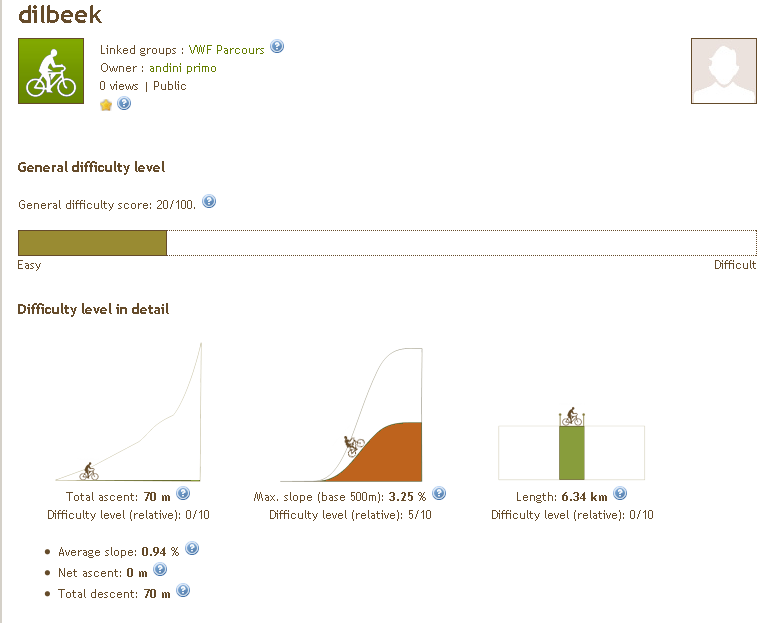 dilbeek
Linked groups : VWF Parcours
Owner : andini primo
0 views | Public
General difficulty level
General difficulty score: 20/100.
Easy
Difficult
Difficulty level in detail
Total ascent: 70 m
Difficulty level (relative): 0/10
Max. slope (base 500m): 3.25 %
Difficulty level (relative): 5/10
Length: 6.34 km
Difficulty level (relative): 0/10
• Average slope: 0.94 %
• Net ascent: 0 m
• Total descent: 70 m